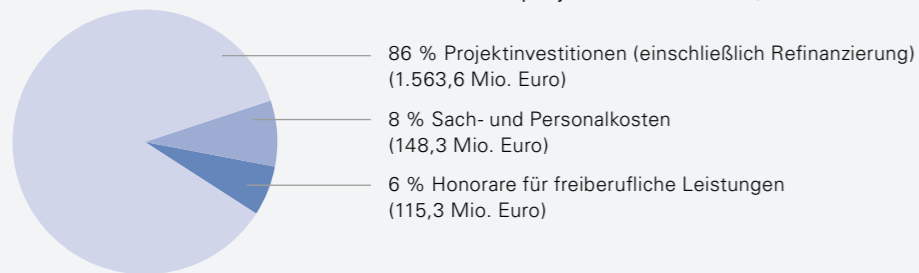 86 % Projektinvestitionen (einschließlich Refinanzierung)
(1.563,6 Mio. Euro)
8 % Sach- und Personalkosten
(148,3 Mio. Euro)
6 % Honorare für freiberufliche Leistungen
(115,3 Mio. Euro)